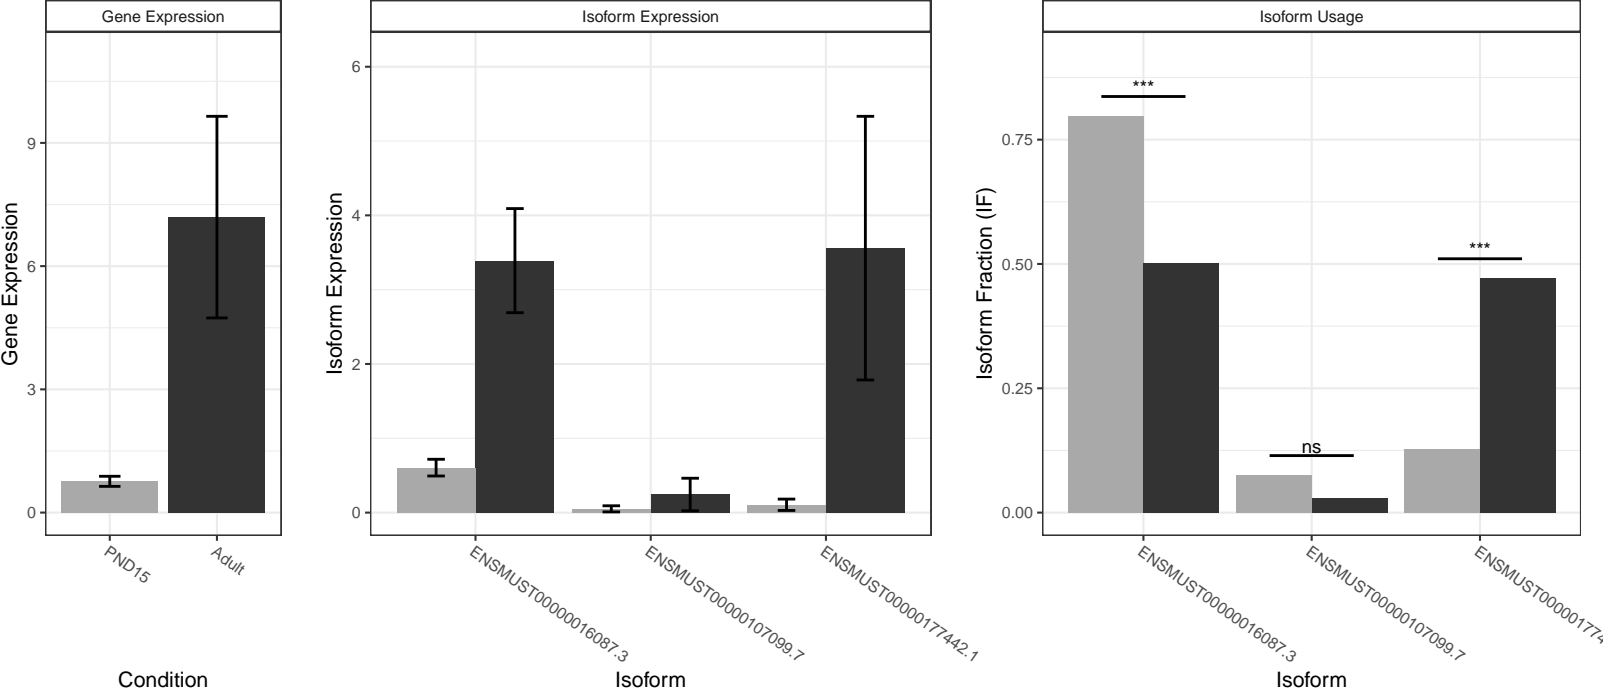 Gene Expression
Gene Expression
9
6
3
0
PND15
Adult
Condition
Isoform Expression
Isoform Expression
6
4
2
0
ENSMUST00000016087.3
ENSMUST00000107099.7
ENSMUST00000177442.1
Isoform
Isoform Usage
Isoform Fraction (IF)
0.75
0.50
0.25
0.00
***
ns
***
ENSMUST00000016087.3
ENSMUST00000107099.7
ENSMUST000001774
Isoform